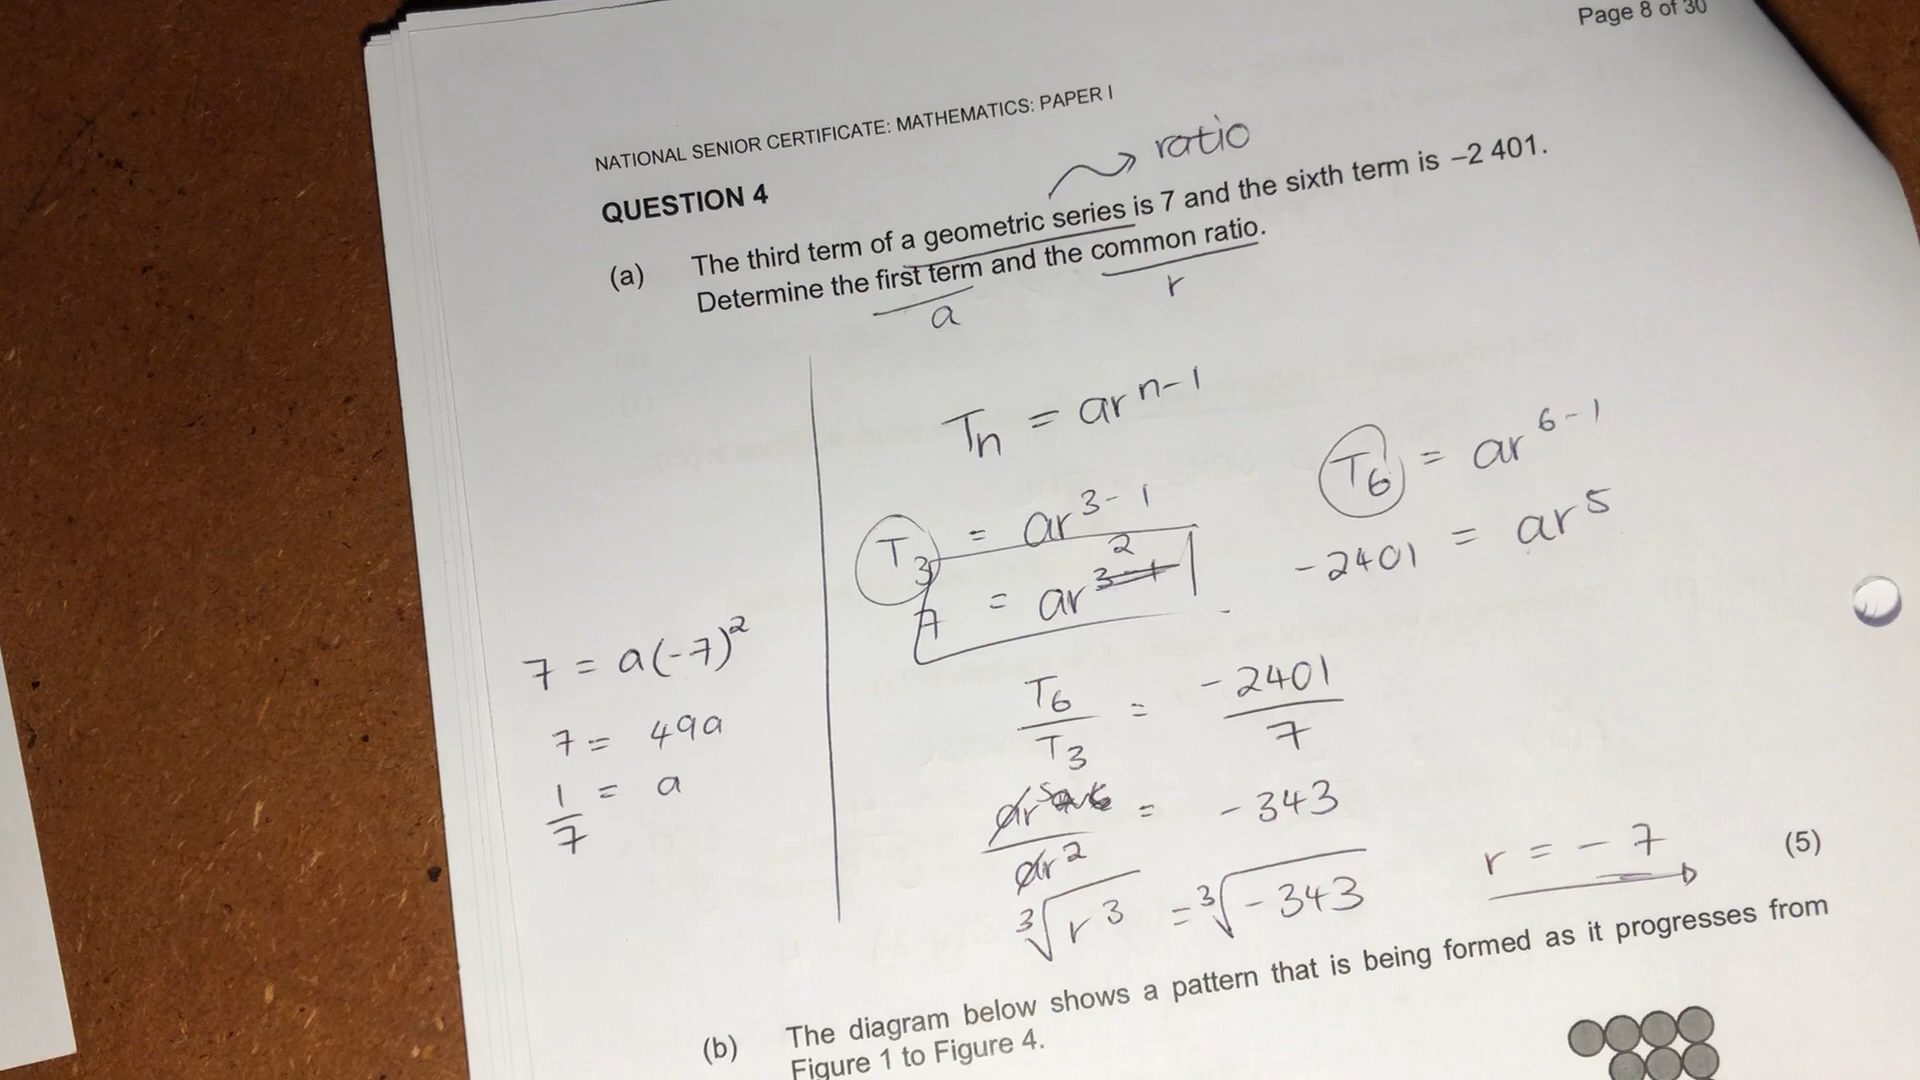 Page 8 of 30
NATIONAL SENIOR CERTIFICATE: MATHEMATICS: PAPER I
ratio
QUESTION 4
(a) The third term of a geometric series is 7 and the sixth term is –2 401.
Determine the first term and the common ratio.
a
r
Tn = ar^(n-1)
T3 = ar^(3-1)
7 = ar^2
T6 = ar^(6-1)
-2401 = ar^5
T6/T3 = -2401/7
ar^5/ar^2 = -343
∛r^3 = ∛-343
r = -7
7 = a(-7)^2
7 = 49a
1/7 = a
(5)
(b) The diagram below shows a pattern that is being formed as it progresses from
Figure 1 to Figure 4.